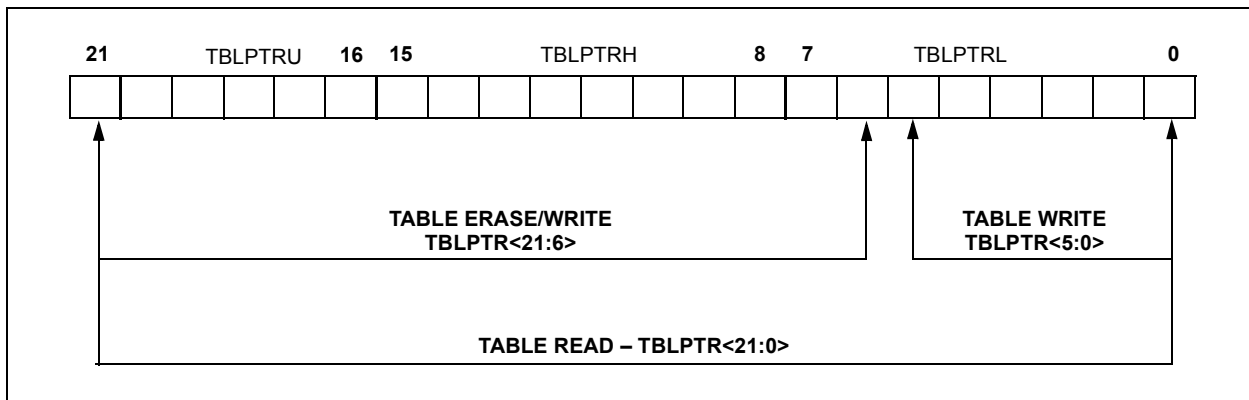 21 TBLPTRU 16 15 TBLPTRH 8 7 TBLPTRL 0
TABLE ERASE/WRITE
TBLPTR<21:6>
TABLE WRITE
TBLPTR<5:0>
TABLE READ – TBLPTR<21:0>